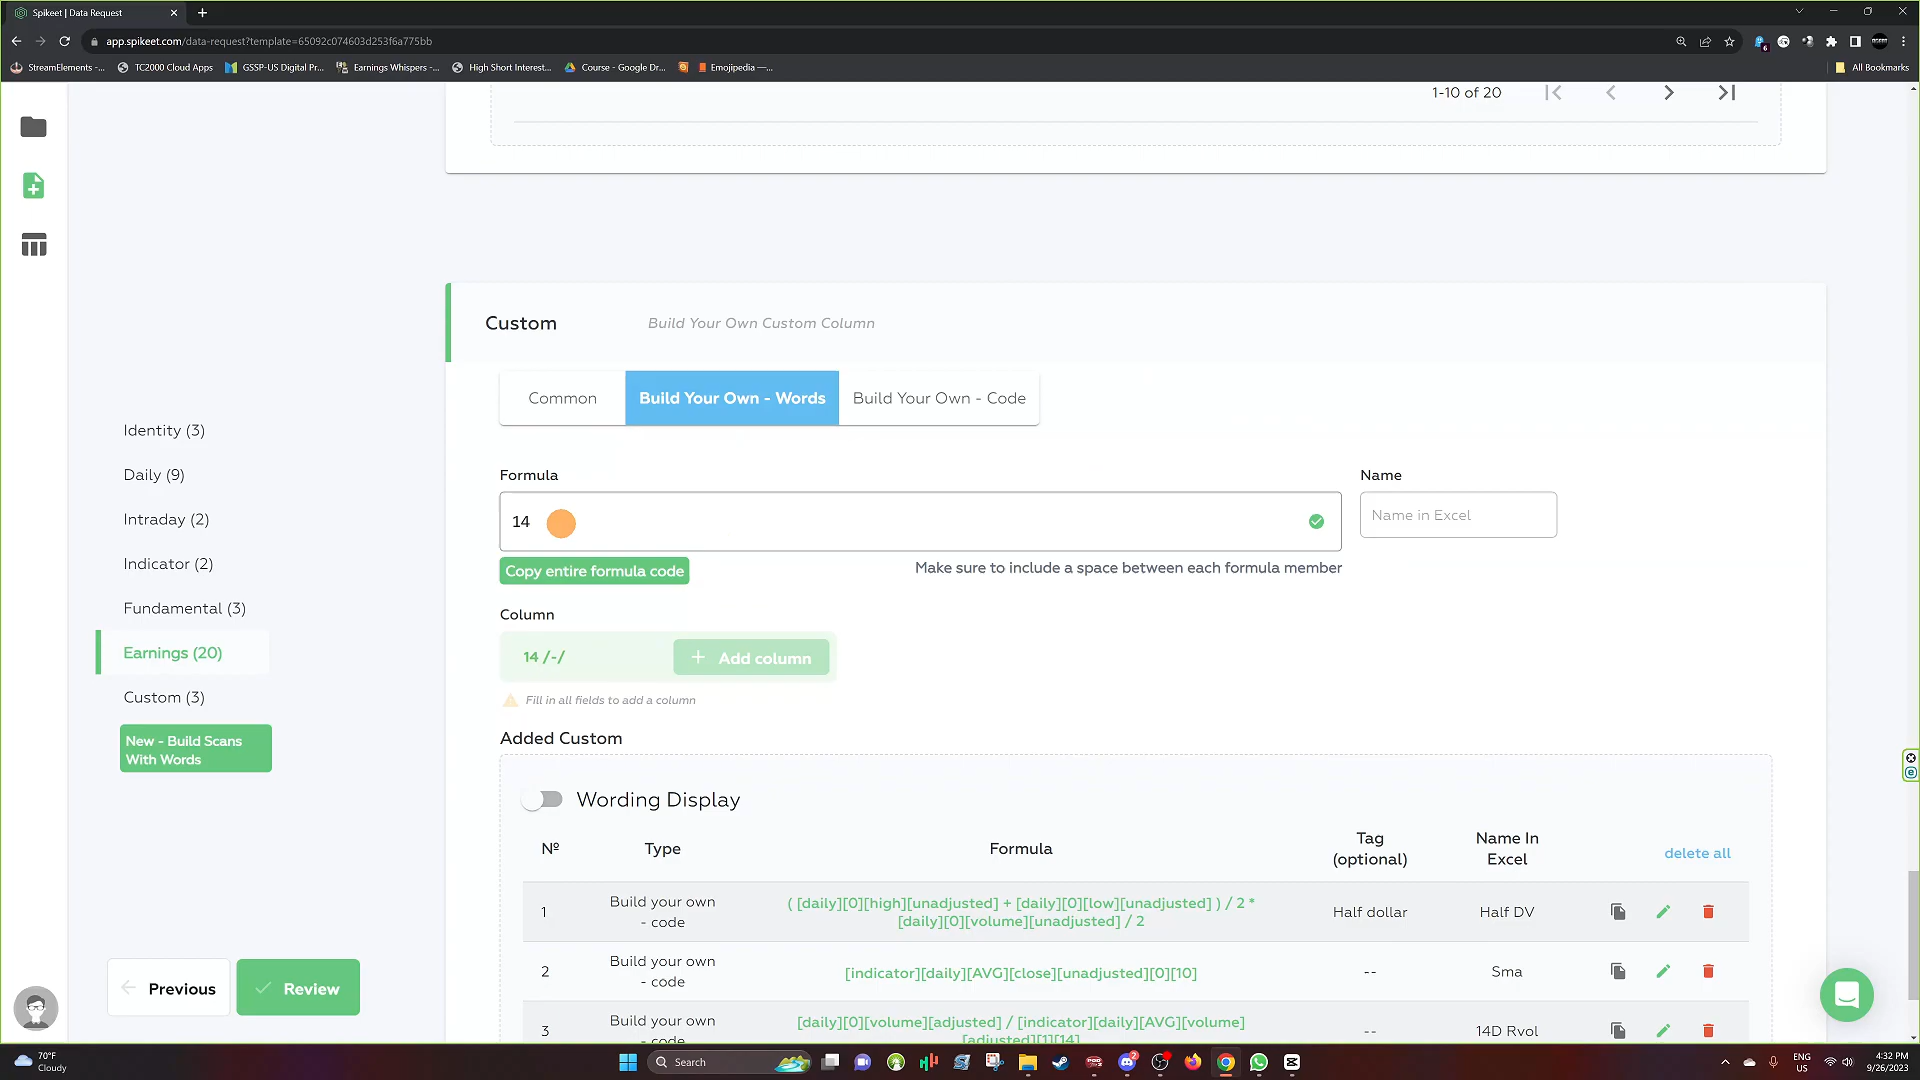 Spikeet | Data Request
app.spikeet.com/data-request?template=65092c074603d253f6a775bb
StreamElements -...
TC2000 Cloud Apps
GSSP-US Digital Pr...
Earnings Whispers -...
High Short Interest...
Course - Google Dr...
Emojipedia —...
All Bookmarks
1-10 of 20
Custom
Build Your Own Custom Column
Common
Build Your Own - Words
Build Your Own - Code
Identity (3)
Daily (9)
Intraday (2)
Indicator (2)
Fundamental (3)
Earnings (20)
Custom (3)
New - Build Scans
With Words
Previous
Review
Formula
Name
14
Name in Excel
Copy entire formula code
Make sure to include a space between each formula member
Column
14 /-/
+ Add column
Fill in all fields to add a column
Added Custom
Wording Display
Nº
Type
Formula
Tag
(optional)
Name In
Excel
delete all
1
Build your own
- code
( [daily][0][high][unadjusted] + [daily][0][low][unadjusted] ) / 2 *
[daily][0][volume][unadjusted] / 2
Half dollar
Half DV
2
Build your own
- code
[indicator][daily][AVG][close][unadjusted][0][10]
--
Sma
3
Build your own
- code
[daily][0][volume][adjusted] / [indicator][daily][AVG][volume]
[adjusted][1][14]
--
14D Rvol
70°F
Cloudy
Search
ENG
US
4:32 PM
9/26/2023